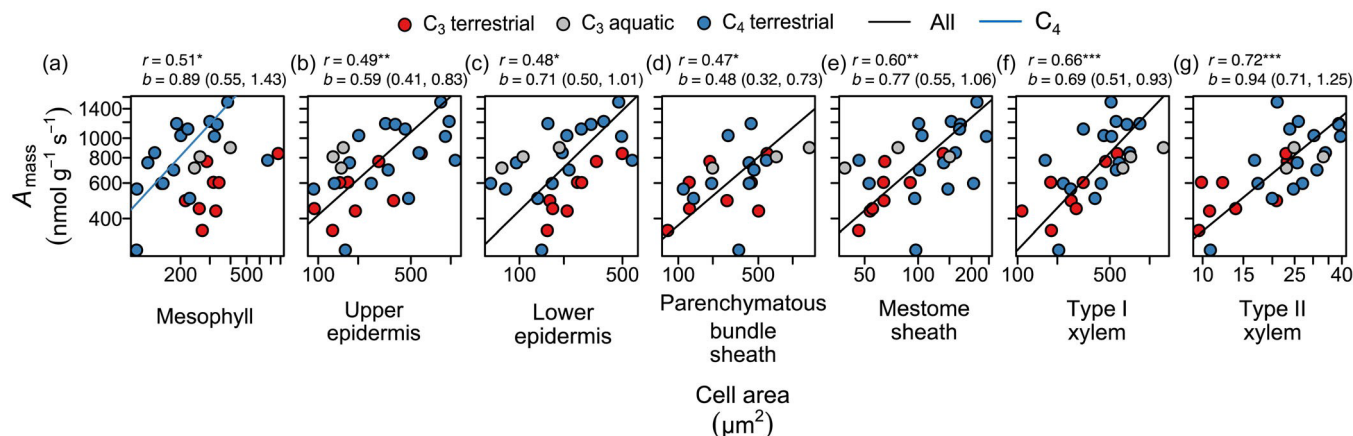 C3 terrestrial C3 aquatic C4 terrestrial All C4
(a) r = 0.51*
b = 0.89 (0.55, 1.43)
(b) r = 0.49**
b = 0.59 (0.41, 0.83)
(c) r = 0.48*
b = 0.71 (0.50, 1.01)
(d) r = 0.47*
b = 0.48 (0.32, 0.73)
(e) r = 0.60**
b = 0.77 (0.55, 1.06)
(f) r = 0.66***
b = 0.69 (0.51, 0.93)
(g) r = 0.72***
b = 0.94 (0.71, 1.25)
Amass
(nmol g−1 s−1)
1400
1000
800
600
400
200 500
100 500
100 500
100 500
50 100 200
100 500
10 15 25 40
Mesophyll
Upper
epidermis
Lower
epidermis
Parenchymatous
bundle
sheath
Mestome
sheath
Type I
xylem
Type II
xylem
Cell area
(μm2)